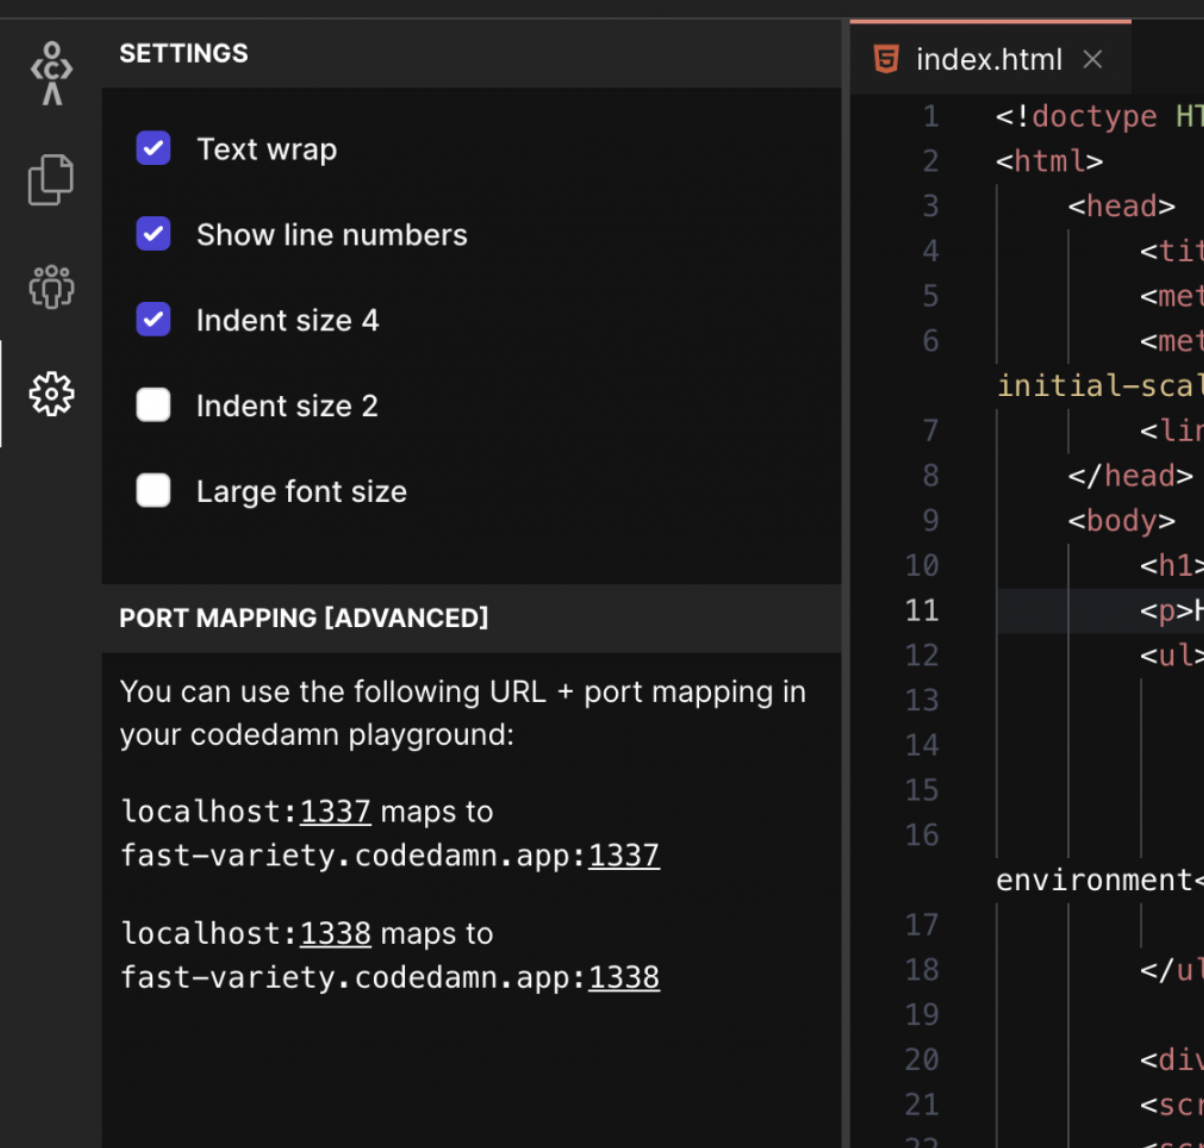 SETTINGS
Text wrap
Show line numbers
Indent size 4
Indent size 2
Large font size
PORT MAPPING [ADVANCED]
You can use the following URL + port mapping in
your codedamn playground:
localhost:1337 maps to
fast-variety.codedamn.app:1337
localhost:1338 maps to
fast-variety.codedamn.app:1338
index.html
1 <!doctype HT
2 <html>
3 <head>
4 <tit
5 <met
6 <met
initial-scal
7 <lin
8 </head>
9 <body>
10 <h1>
11 <p>H
12 <ul>
13
14
15
16
environment<
17
18 </ul
19
20 <div
21 <scr